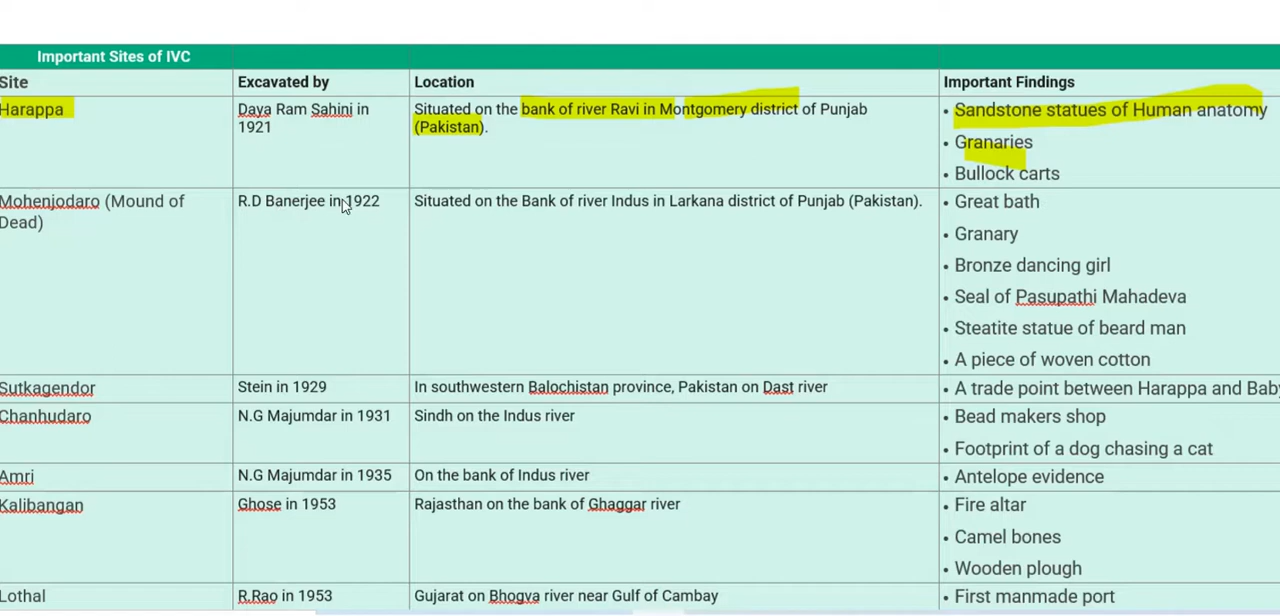 Important Sites of IVC
Site Excavated by Location Important Findings
Harappa Daya Ram Sahini in Situated on the bank of river Ravi in Montgomery district of Punjab • Sandstone statues of Human anatomy
1921 (Pakistan).
• Granaries
• Bullock carts
Mohenjodaro (Mound of R.D Banerjee in 1922 Situated on the Bank of river Indus in Larkana district of Punjab (Pakistan). • Great bath
Dead)
• Granary
• Bronze dancing girl
• Seal of Pasupathi Mahadeva
• Steatite statue of beard man
• A piece of woven cotton
Sutkagendor Stein in 1929 In southwestern Balochistan province, Pakistan on Dast river • A trade point between Harappa and Baby
Chanhudaro N.G Majumdar in 1931 Sindh on the Indus river • Bead makers shop
• Footprint of a dog chasing a cat
Amri N.G Majumdar in 1935 On the bank of Indus river • Antelope evidence
Kalibangan Ghose in 1953 Rajasthan on the bank of Ghaggar river • Fire altar
• Camel bones
• Wooden plough
Lothal R.Rao in 1953 Gujarat on Bhogva river near Gulf of Cambay • First manmade port